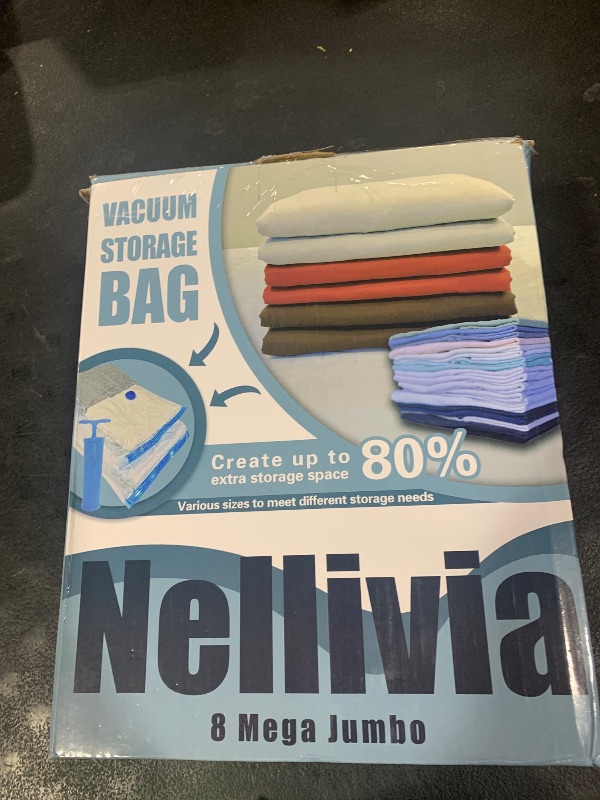 VACUUM
STORAGE
BAG
Create up to 80%
extra storage space
Various sizes to meet different storage needs
Nellivia
8 Mega Jumbo